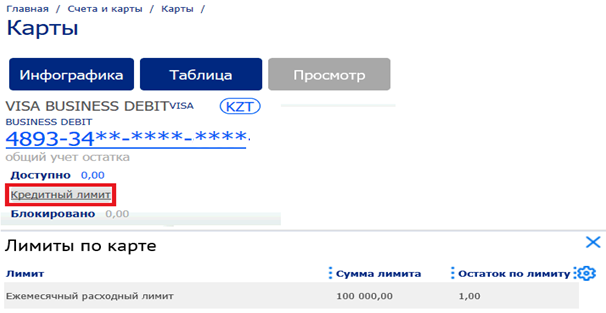 Главная / Счета и карты / Карты /
Карты
Инфографика Таблица Просмотр
VISA BUSINESS DEBIT VISA KZT
BUSINESS DEBIT
4893-34**-****-****
общий учет остатка
Доступно 0,00
Кредитный лимит
Блокировано 0,00
Лимиты по карте
Лимит Сумма лимита Остаток по лимиту
Ежемесячный расходный лимит 100 000,00 1,00